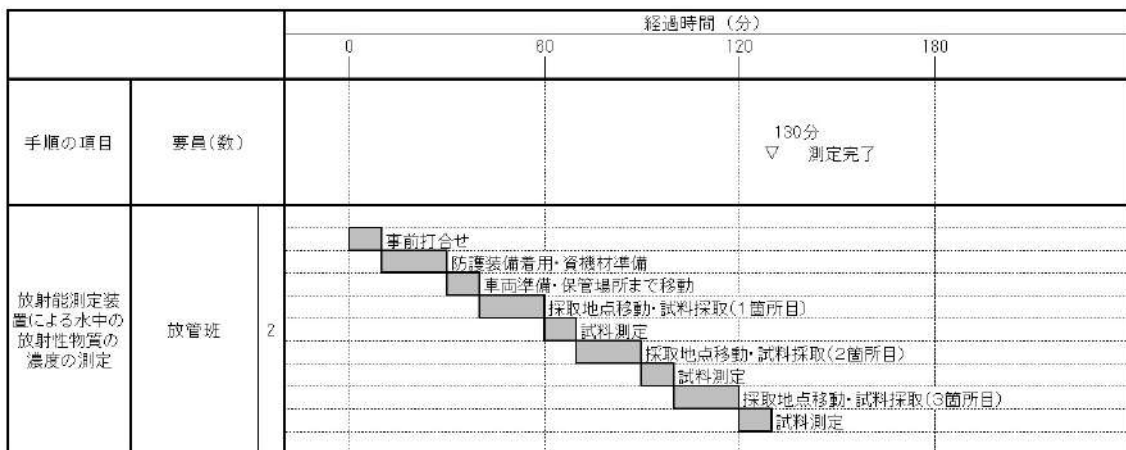 経過時間（分）
0 60 120 180
手順の項目 要員(数)
130分
▽ 測定完了
事前打合せ
防護装備着用・資機材準備
車両準備・保管場所まで移動
採取地点移動・試料採取(1箇所目)
試料測定
採取地点移動・試料採取(2箇所目)
試料測定
採取地点移動・試料採取(3箇所目)
試料測定
放射能測定装
置による水中の
放射性物質の
濃度の測定
放管班 2